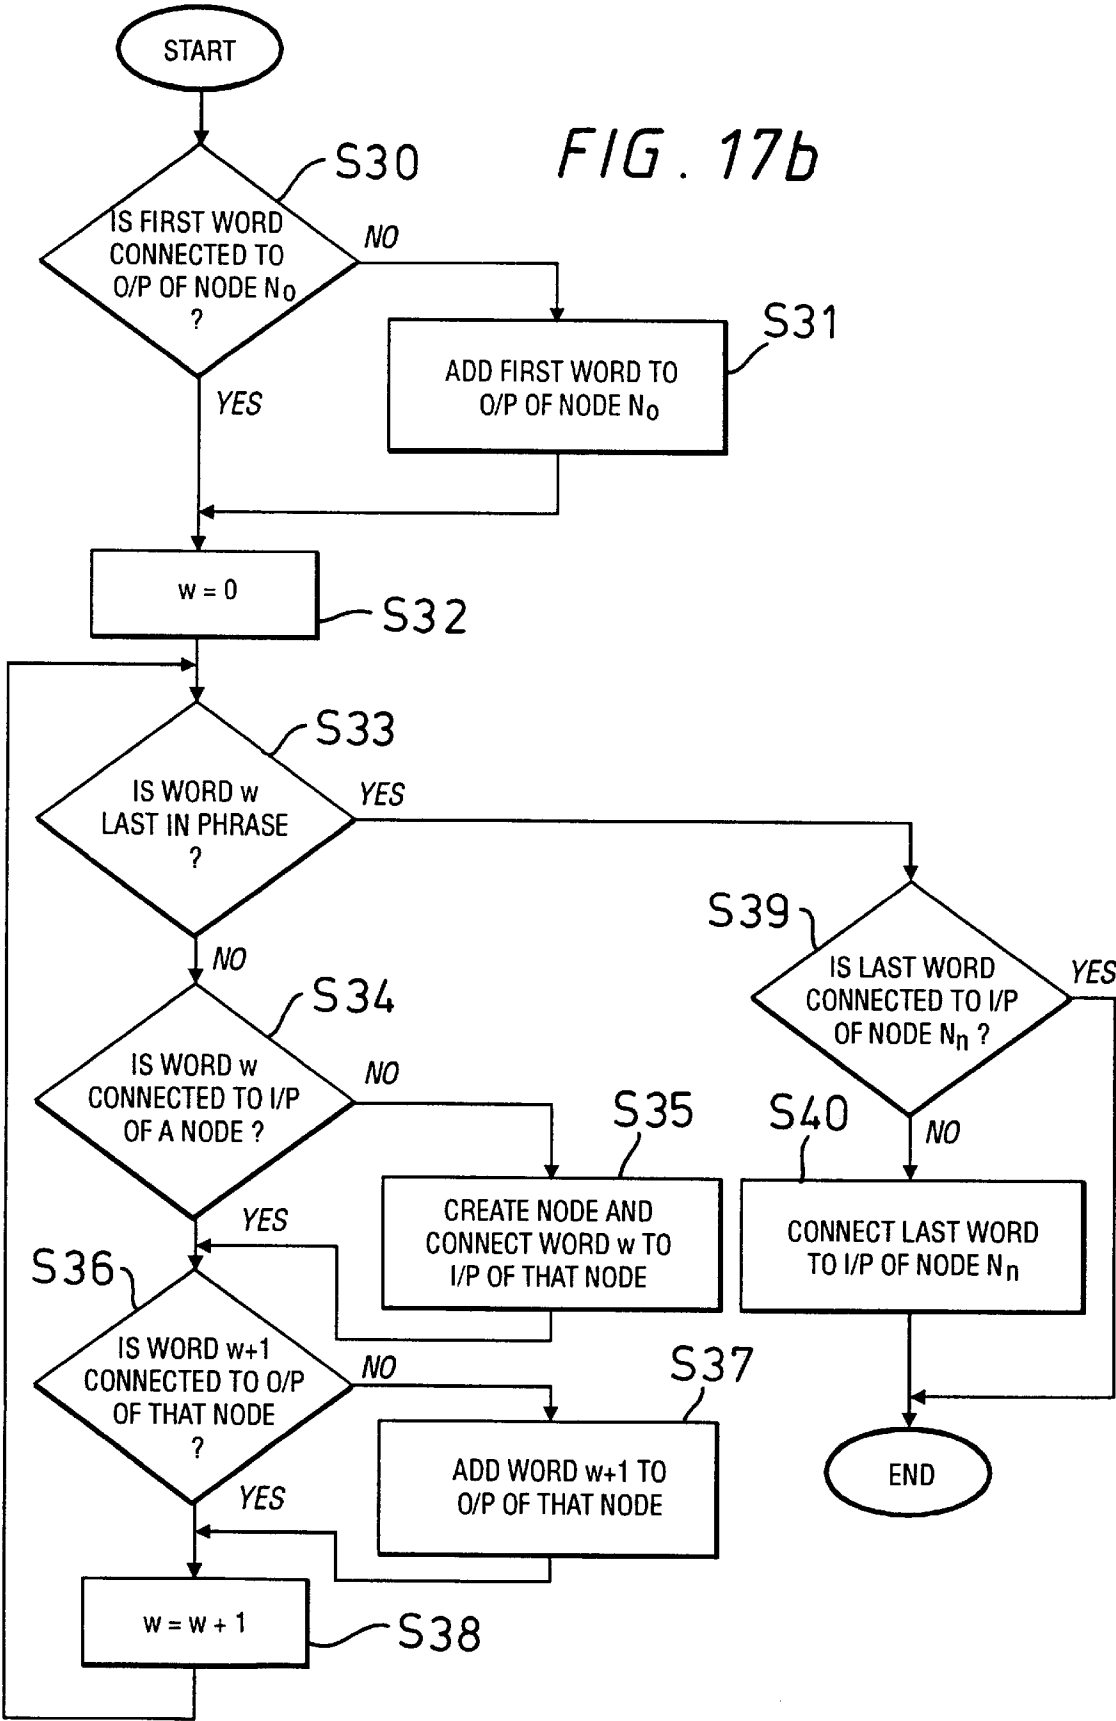 START
FIG. 17b
S30
IS FIRST WORD
CONNECTED TO
O/P OF NODE N0
?
NO
YES
S31
ADD FIRST WORD TO
O/P OF NODE N0
w = 0
S32
S33
IS WORD w
LAST IN PHRASE
?
YES
NO
S39
IS LAST WORD
CONNECTED TO I/P
OF NODE Nn ?
YES
NO
S34
IS WORD w
CONNECTED TO I/P
OF A NODE ?
NO
YES
S35
CREATE NODE AND
CONNECT WORD w TO
I/P OF THAT NODE
S40
CONNECT LAST WORD
TO I/P OF NODE Nn
S36
IS WORD w+1
CONNECTED TO O/P
OF THAT NODE
?
NO
YES
S37
ADD WORD w+1 TO
O/P OF THAT NODE
END
w = w + 1
S38